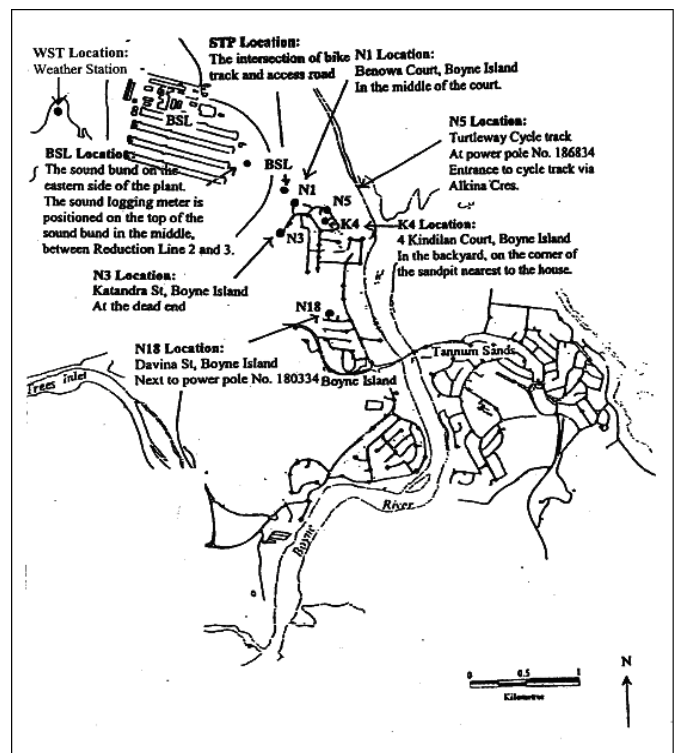 WST Location:
Weather Station
STP Location:
The intersection of bike
track and access road
N1 Location:
Benowa Court, Boyne Island
In the middle of the court.
N5 Location:
Turtleway Cycle track
At power pole No. 186834
Entrance to cycle track via
Alkina Cres.
BSL
BSL Location:
The sound bund on the
eastern side of the plant.
The sound logging meter is
positioned on the top of the
sound bund in the middle,
between Reduction Line 2 and 3.
BSL
N1
N5
K4
N3
K4 Location:
4 Kindilan Court, Boyne Island
In the backyard, on the corner of
the sandpit nearest to the house.
N3 Location:
Katandra St, Boyne Island
At the dead end
N18
N18 Location:
Davina St, Boyne Island
Next to power pole No. 180334
Boyne Island
Tannum Sands
Trees Inlet
Boyne River
N
0 0.5 1
Kilometres